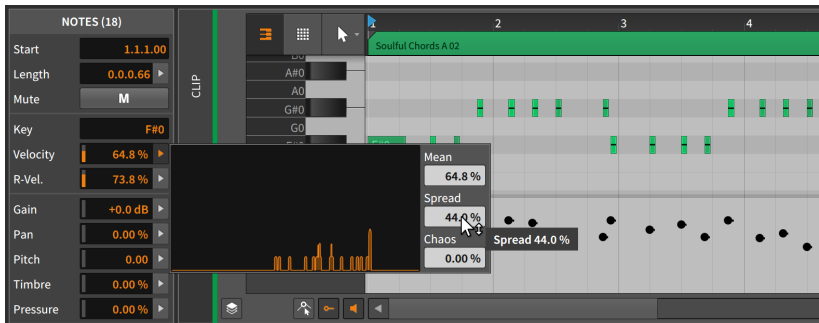 NOTES (18)
Start 1.1.1.00
Length 0.0.0.66
Mute M
Key F#0
Velocity 64.8 %
R-Vel. 73.8 %
Gain +0.0 dB
Pan 0.00 %
Pitch 0.00
Timbre 0.00 %
Pressure 0.00 %
CLIP
1 2 3 4
Soulful Chords A 02
B0
A#0
A0
G#0
G0
F#0
Mean
64.8 %
Spread
44.0 %
Spread 44.0 %
Chaos
0.00 %